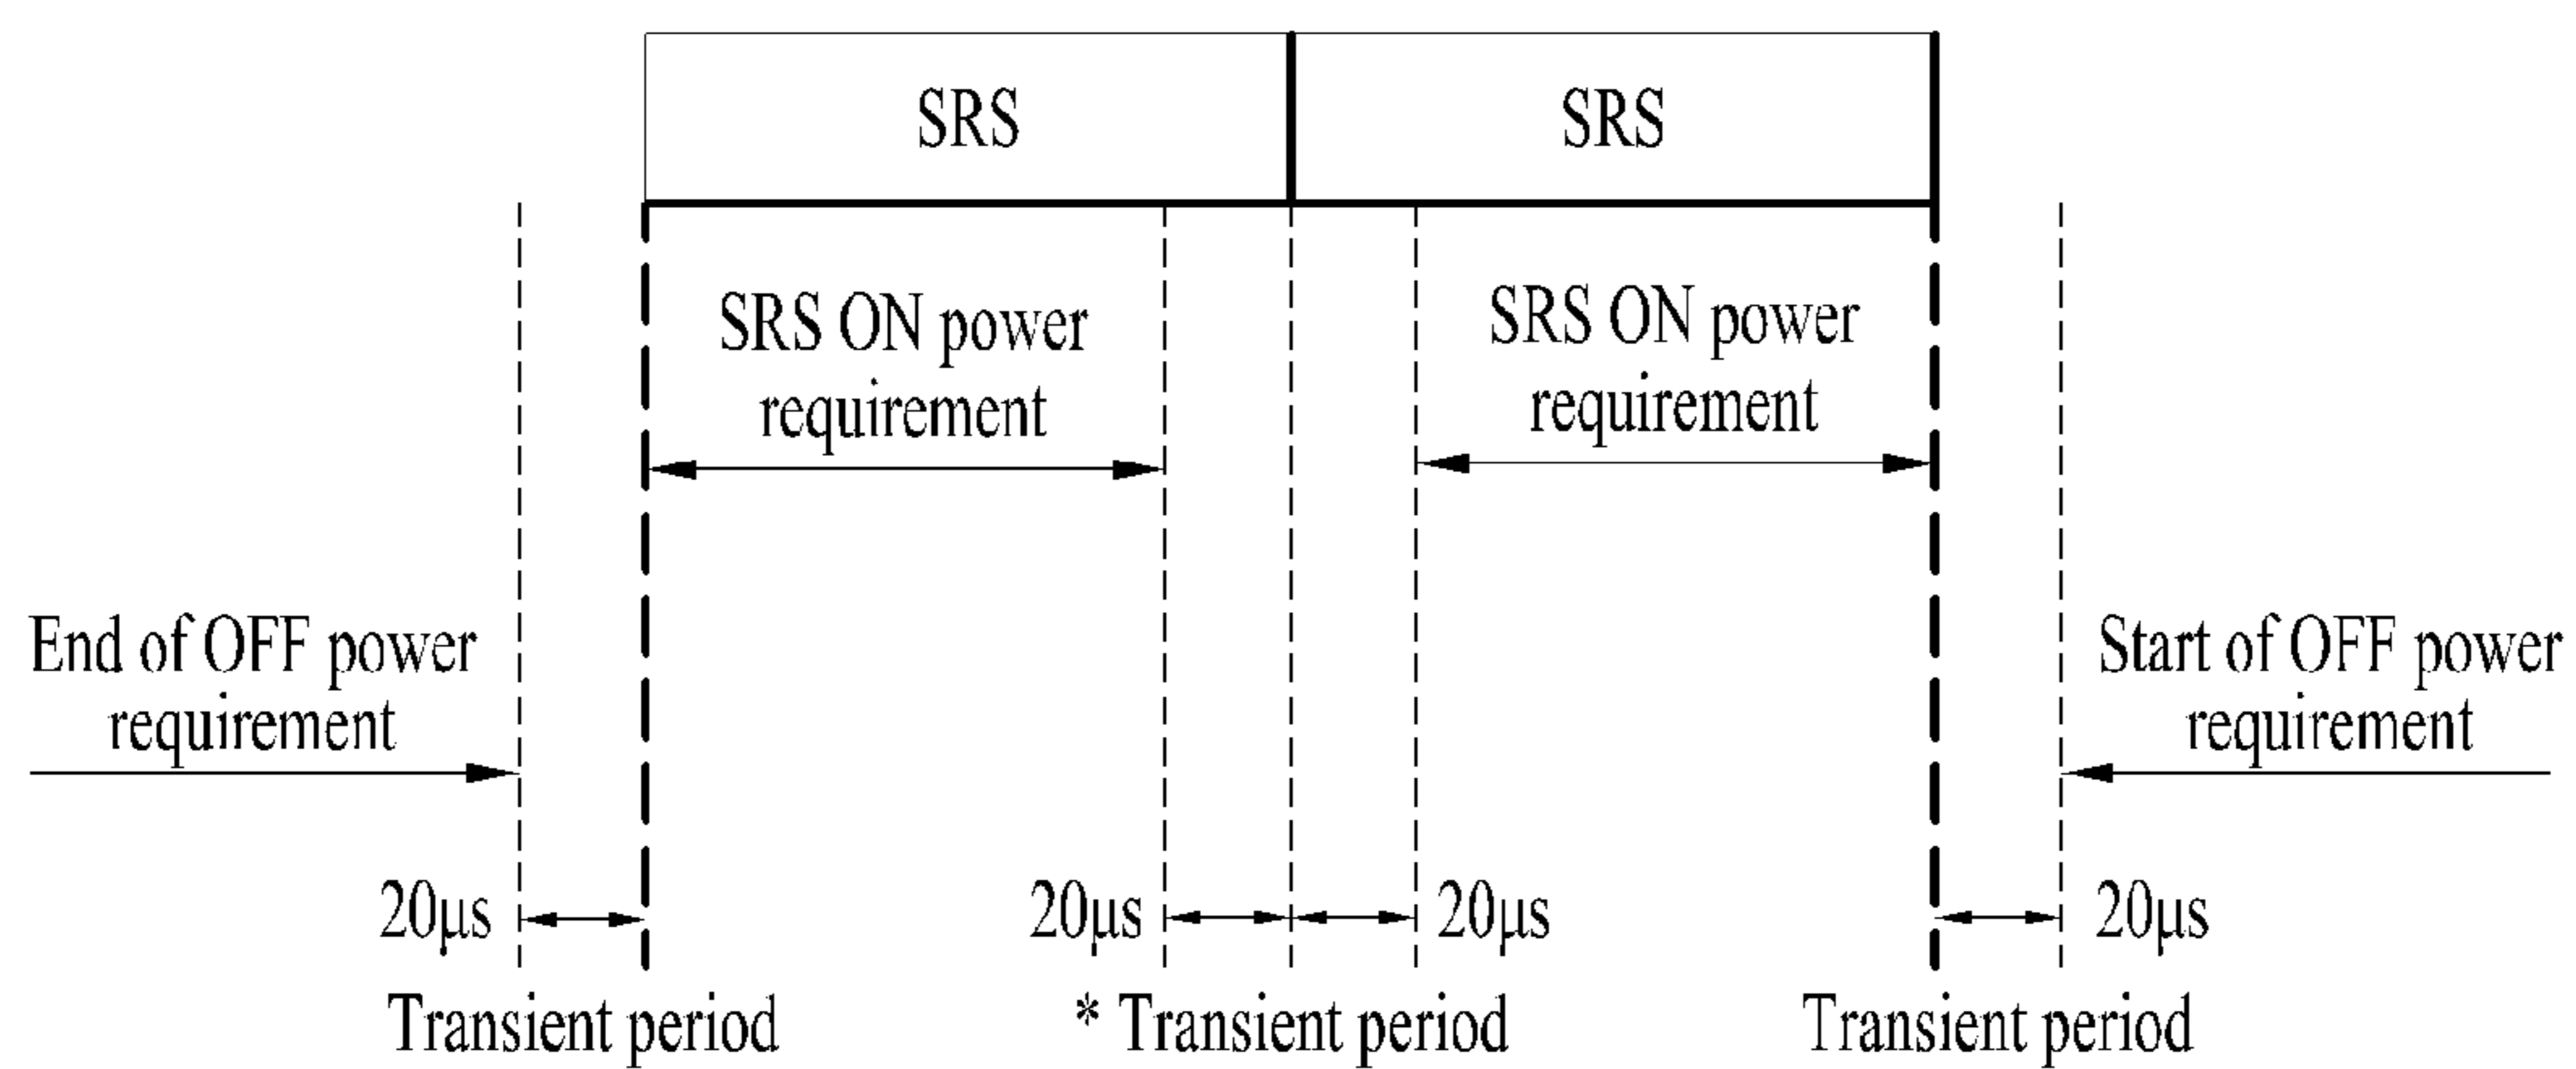 SRS
SRS
SRS ON power
requirement
SRS ON power
requirement
End of OFF power
requirement
Start of OFF power
requirement
20μs
20μs
20μs
20μs
Transient period
* Transient period
Transient period